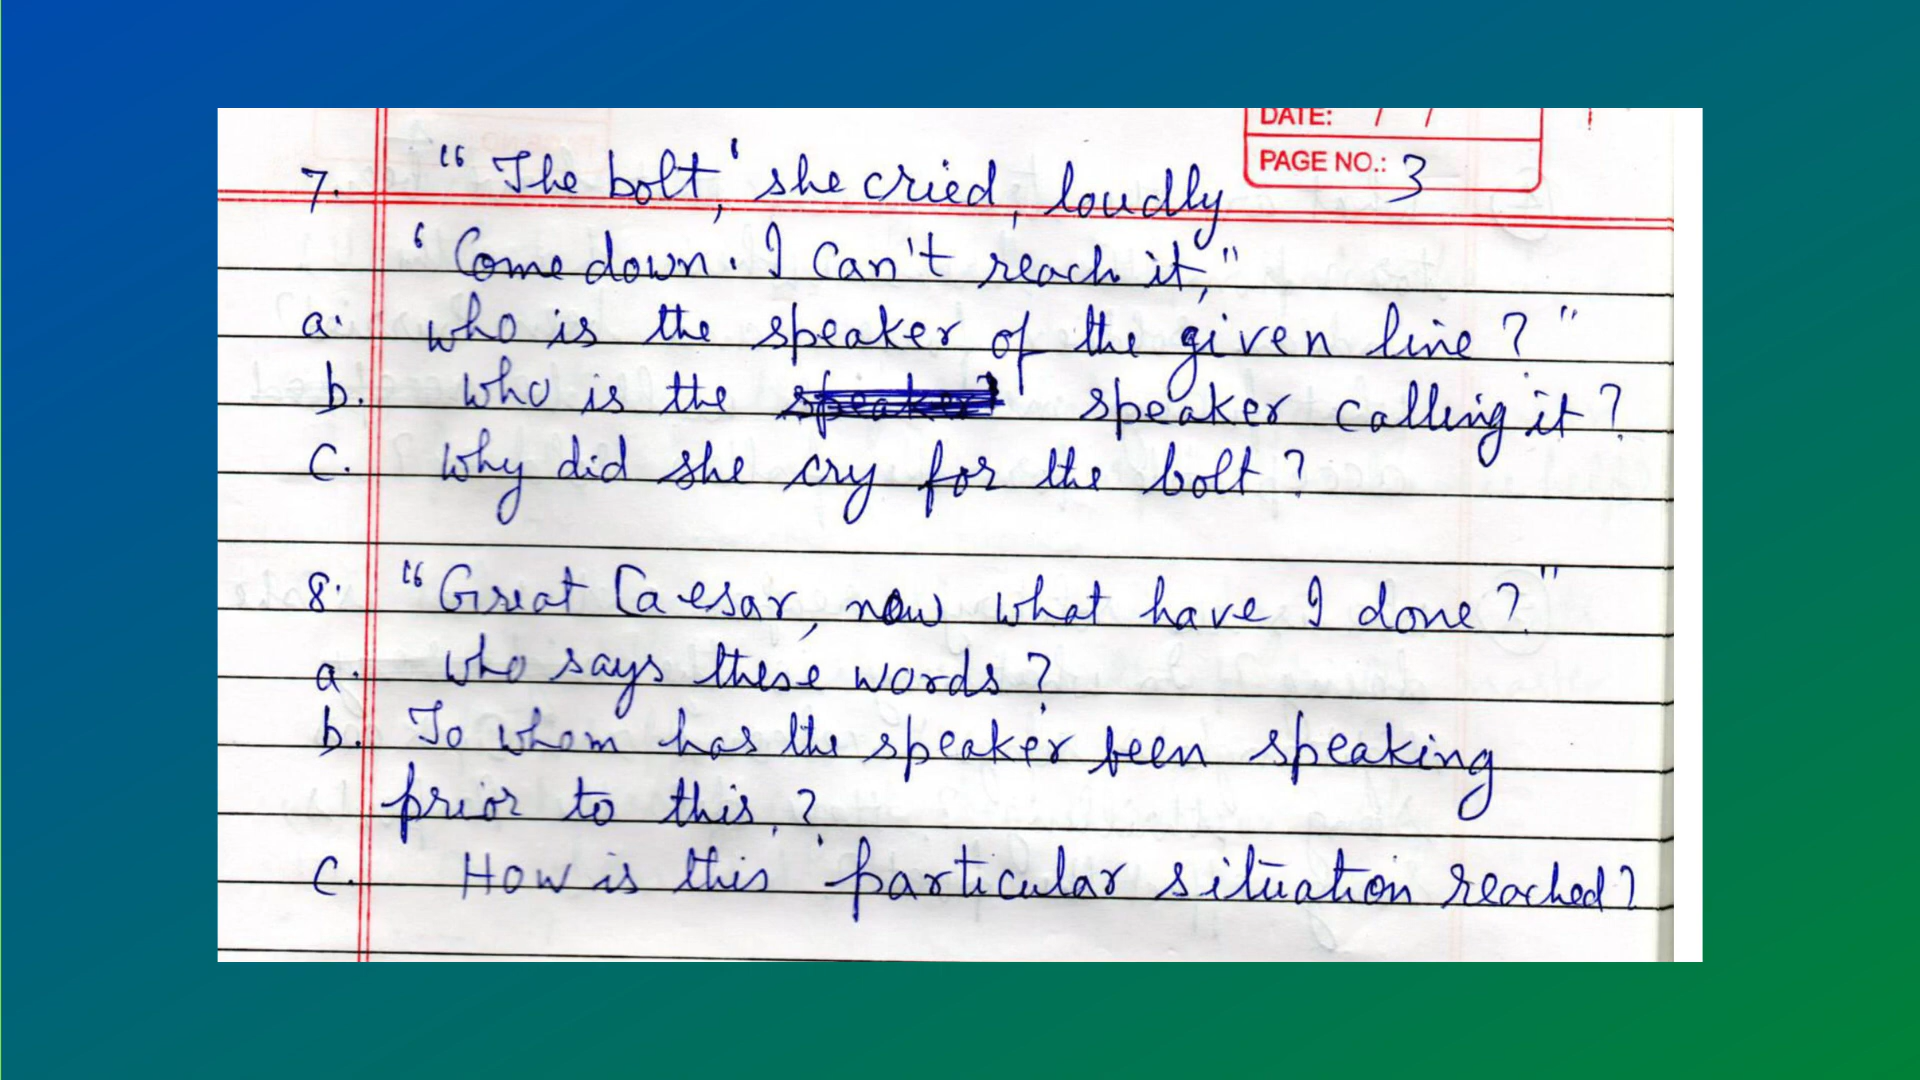 DATE: / /
PAGE NO.: 3
7. "The bolt,' she cried, loudly
'Come down. I can't reach it,"
a. who is the speaker of the given line?"
b. who is the speaker calling it?
c. why did she cry for the bolt?
8. "Great Caesar, now what have I done?"
a. who says these words?
b. To whom has the speaker been speaking
prior to this.?
c. How is this particular situation reached?